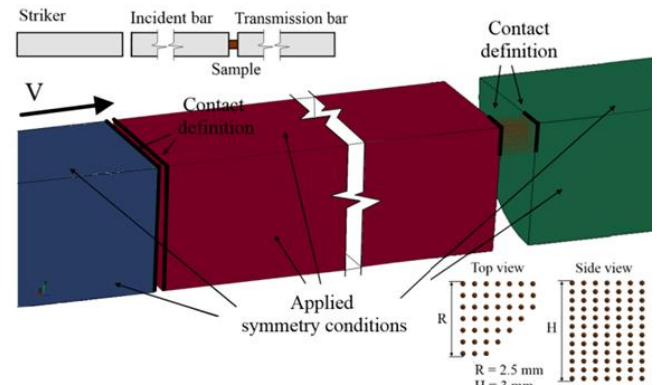 Striker
Incident bar
Transmission bar
Sample
Contact
definition
V
Contact
definition
Applied
symmetry conditions
Top view
Side view
R
H
R = 2.5 mm
H = 3 mm